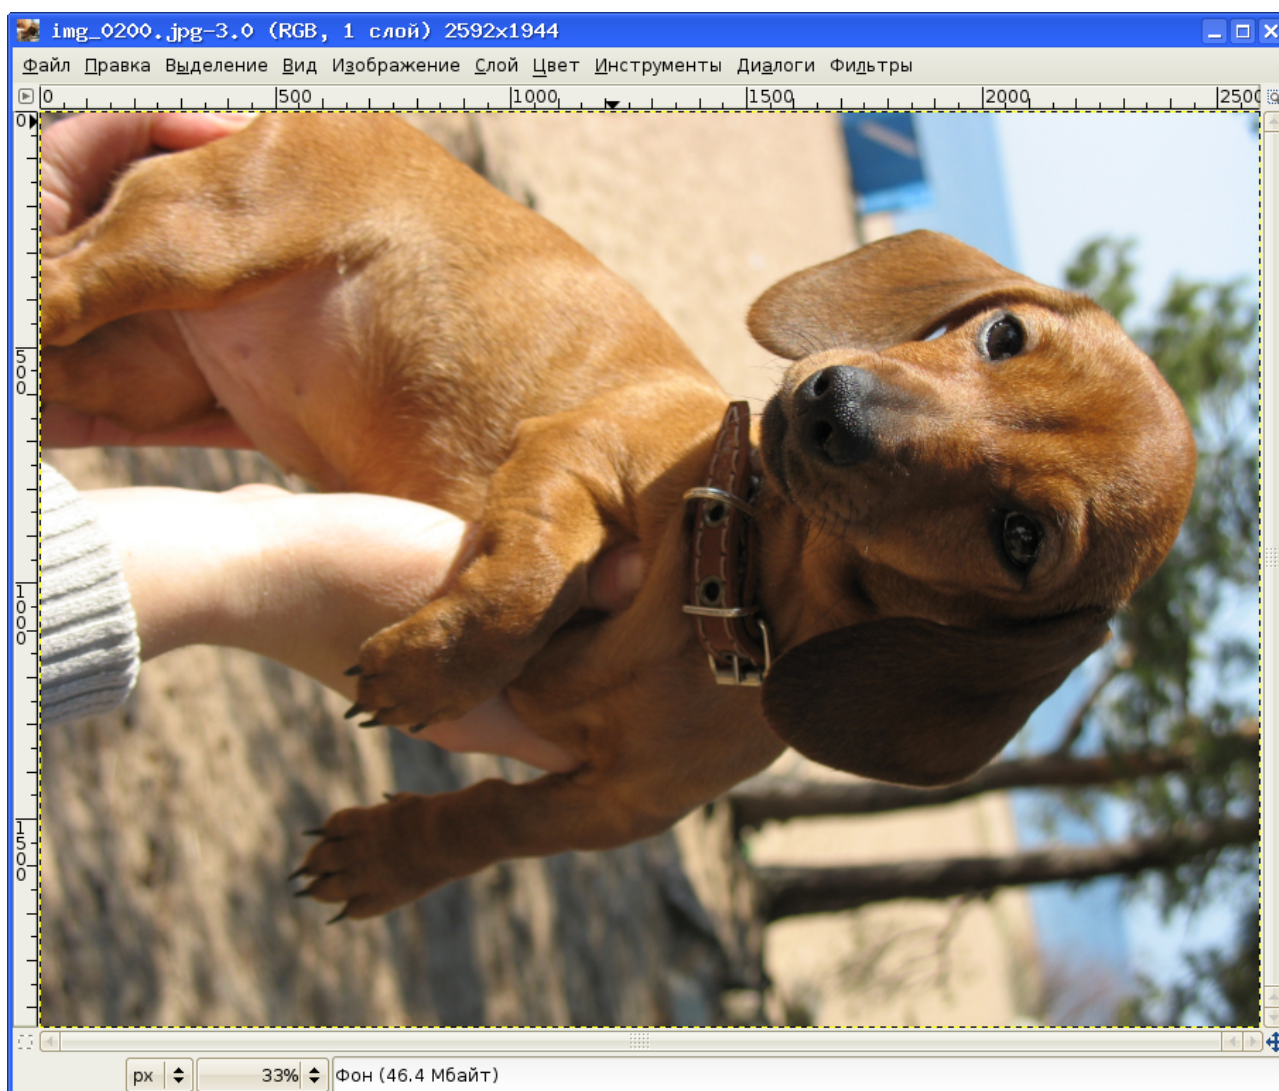 img_0200.jpg-3.0 (RGB, 1 слой) 2592x1944
Файл Правка Выделение Вид Изображение Слой Цвет Инструменты Диалоги Фильтры
0 500 1000 1500 2000 2500
0
500
1000
1500
px 33% Фон (46.4 Мбайт)